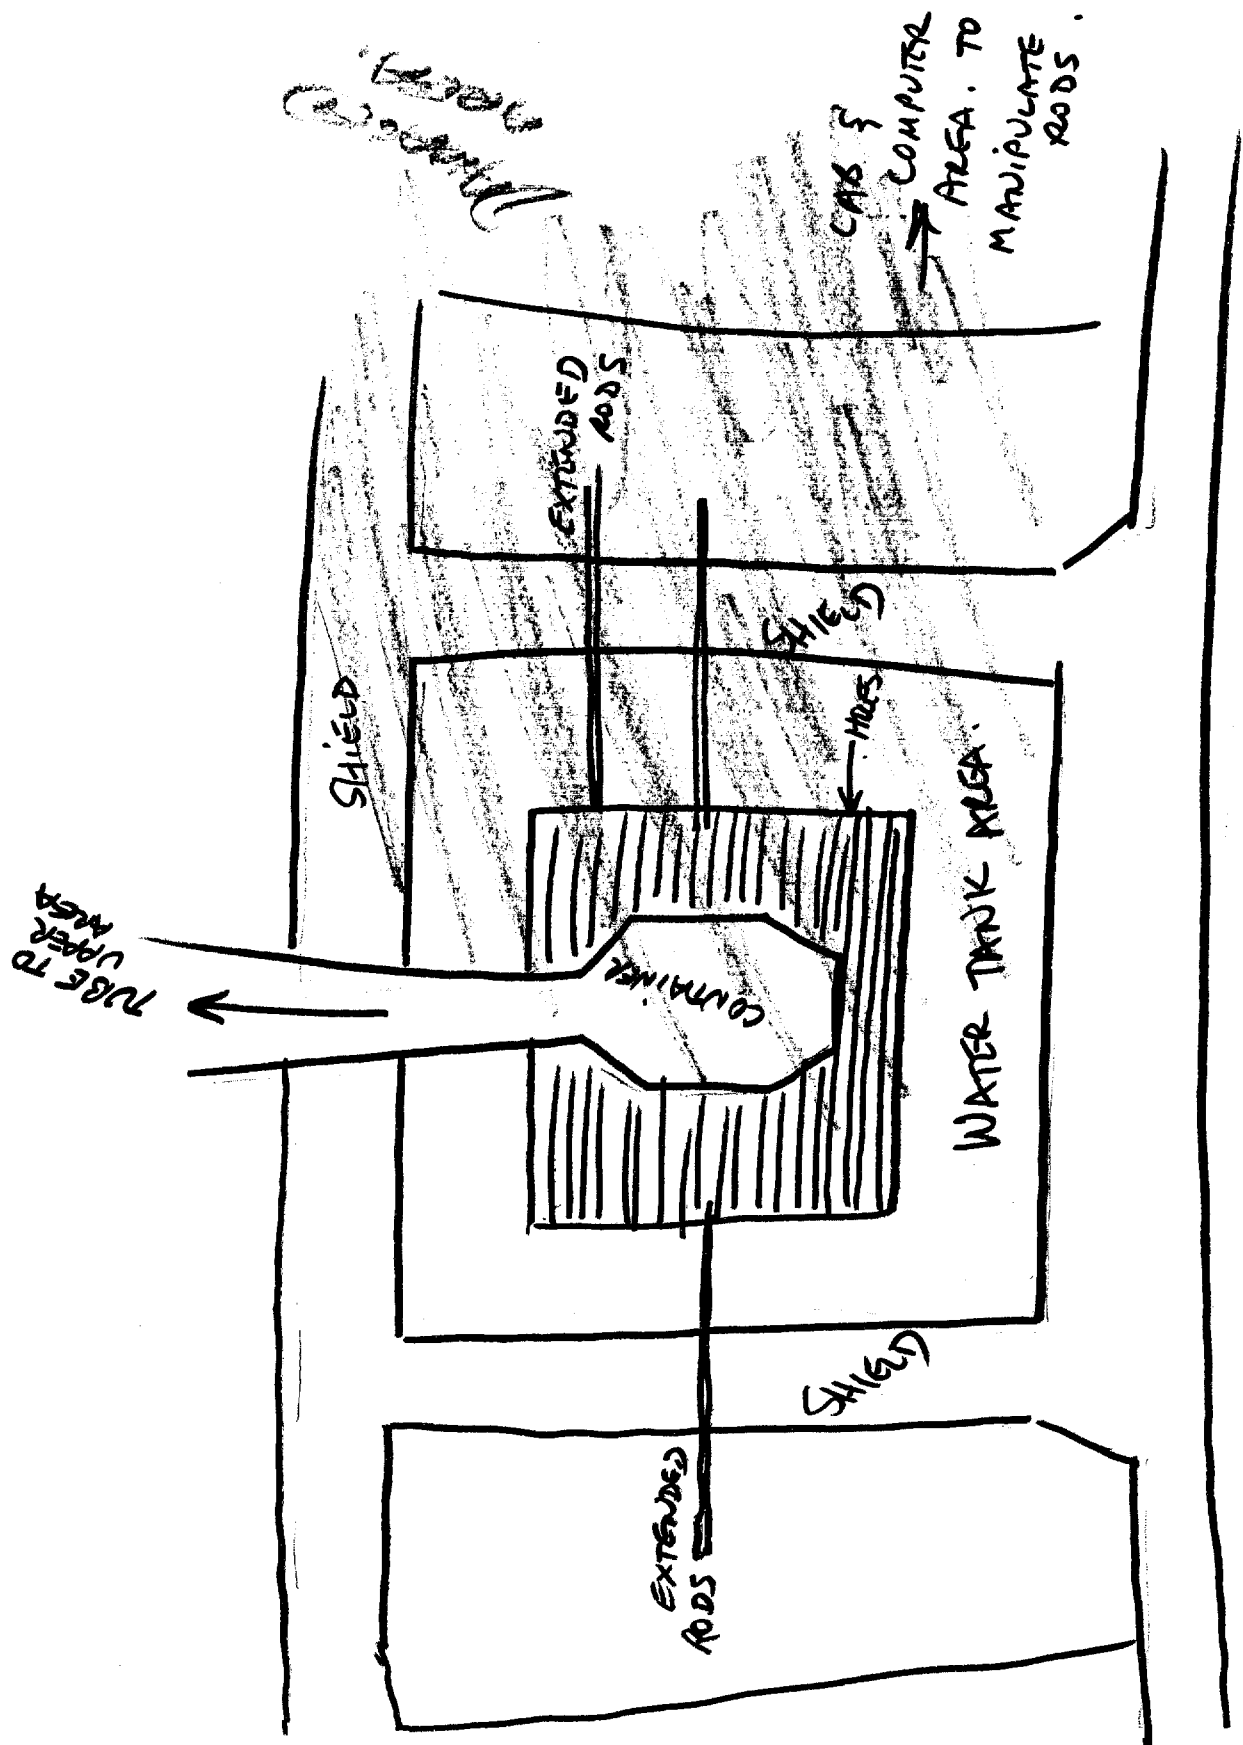 CAB &
COMPUTER
AREA. TO
MANIPULATE
RODS.
EXTENDED
RODS
SHIELD
SHIELD
HOLES
TUBE TO
UPPER
AREA
CONTAINER
WATER TANK AREA.
SHIELD
EXTENDED
RODS